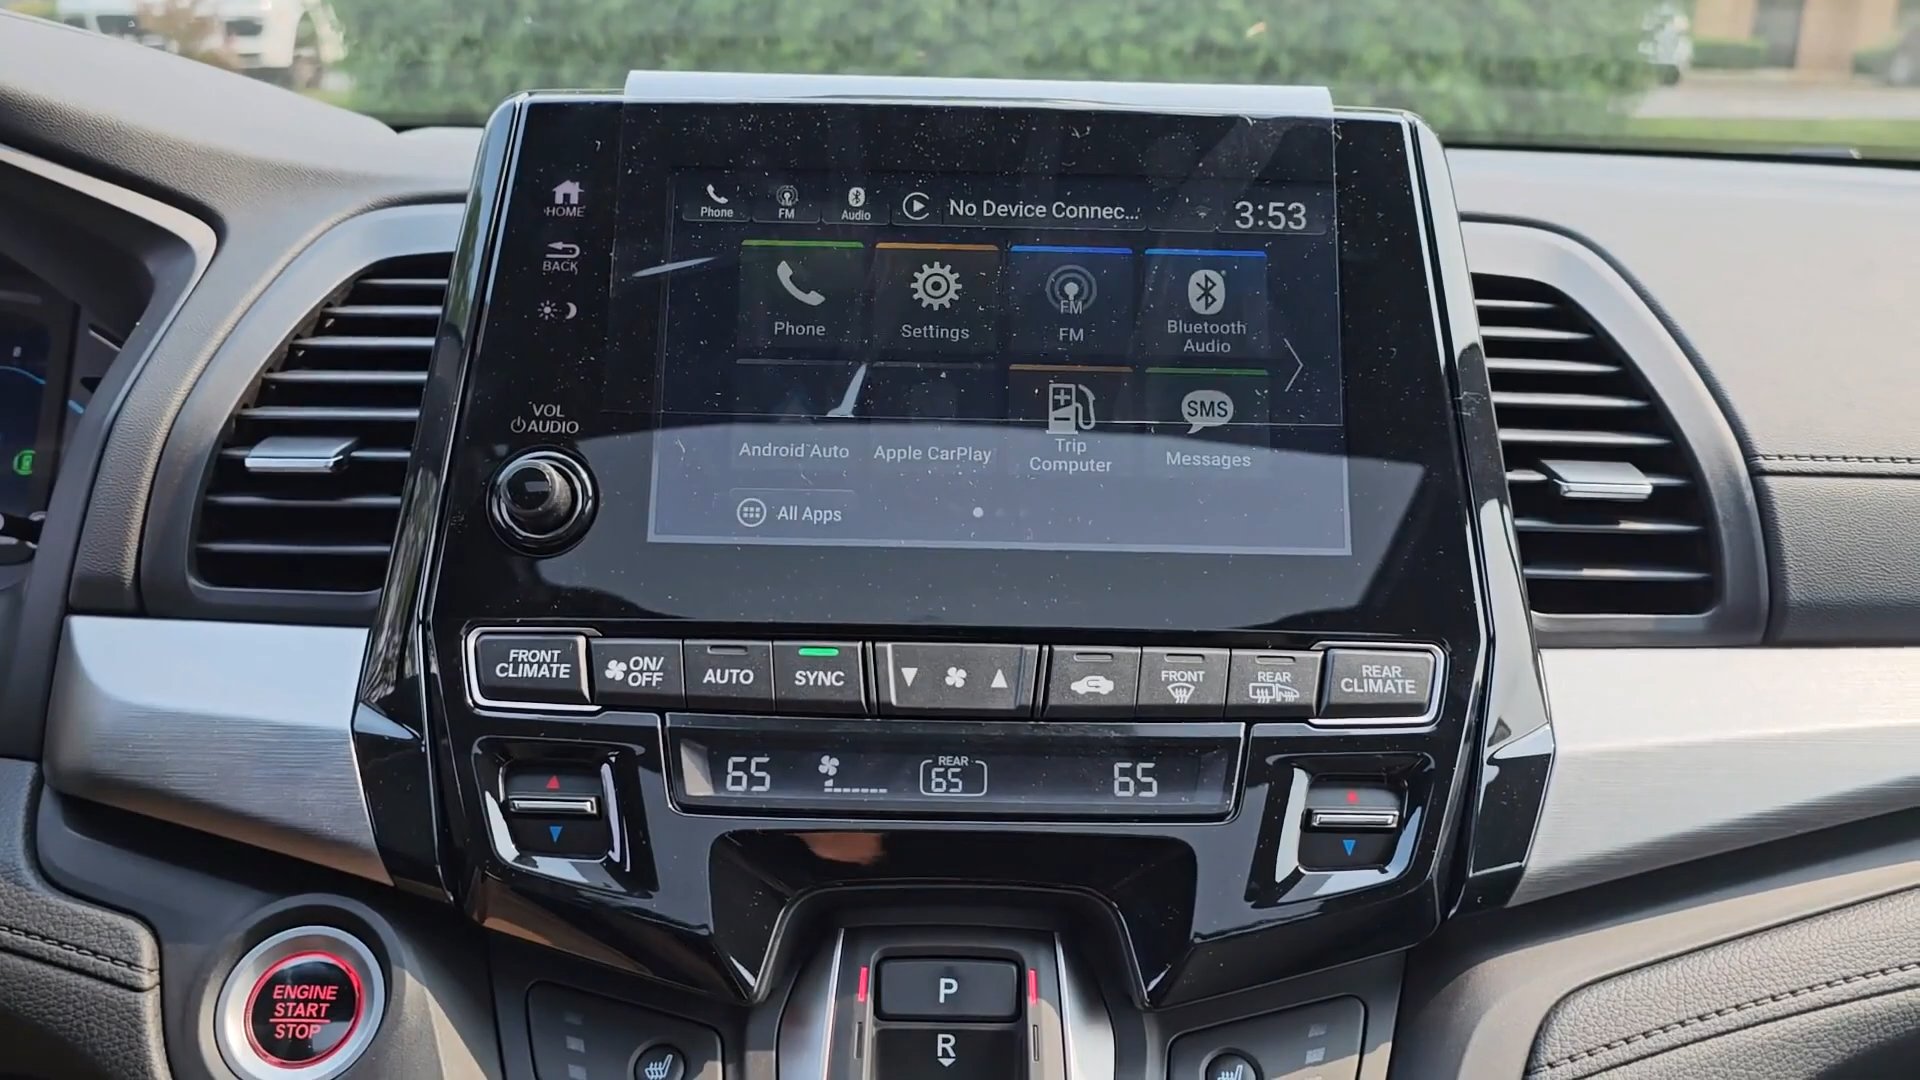 HOME
BACK
VOL
AUDIO
Phone
FM
Audio
No Device Connec...
3:53
Phone
Settings
FM
FM
Bluetooth
Audio
Android Auto
Apple CarPlay
Trip
Computer
SMS
Messages
All Apps
FRONT
CLIMATE
ON/
OFF
AUTO
SYNC
FRONT
REAR
REAR
CLIMATE
65
REAR
65
65
ENGINE
START
STOP
P
R